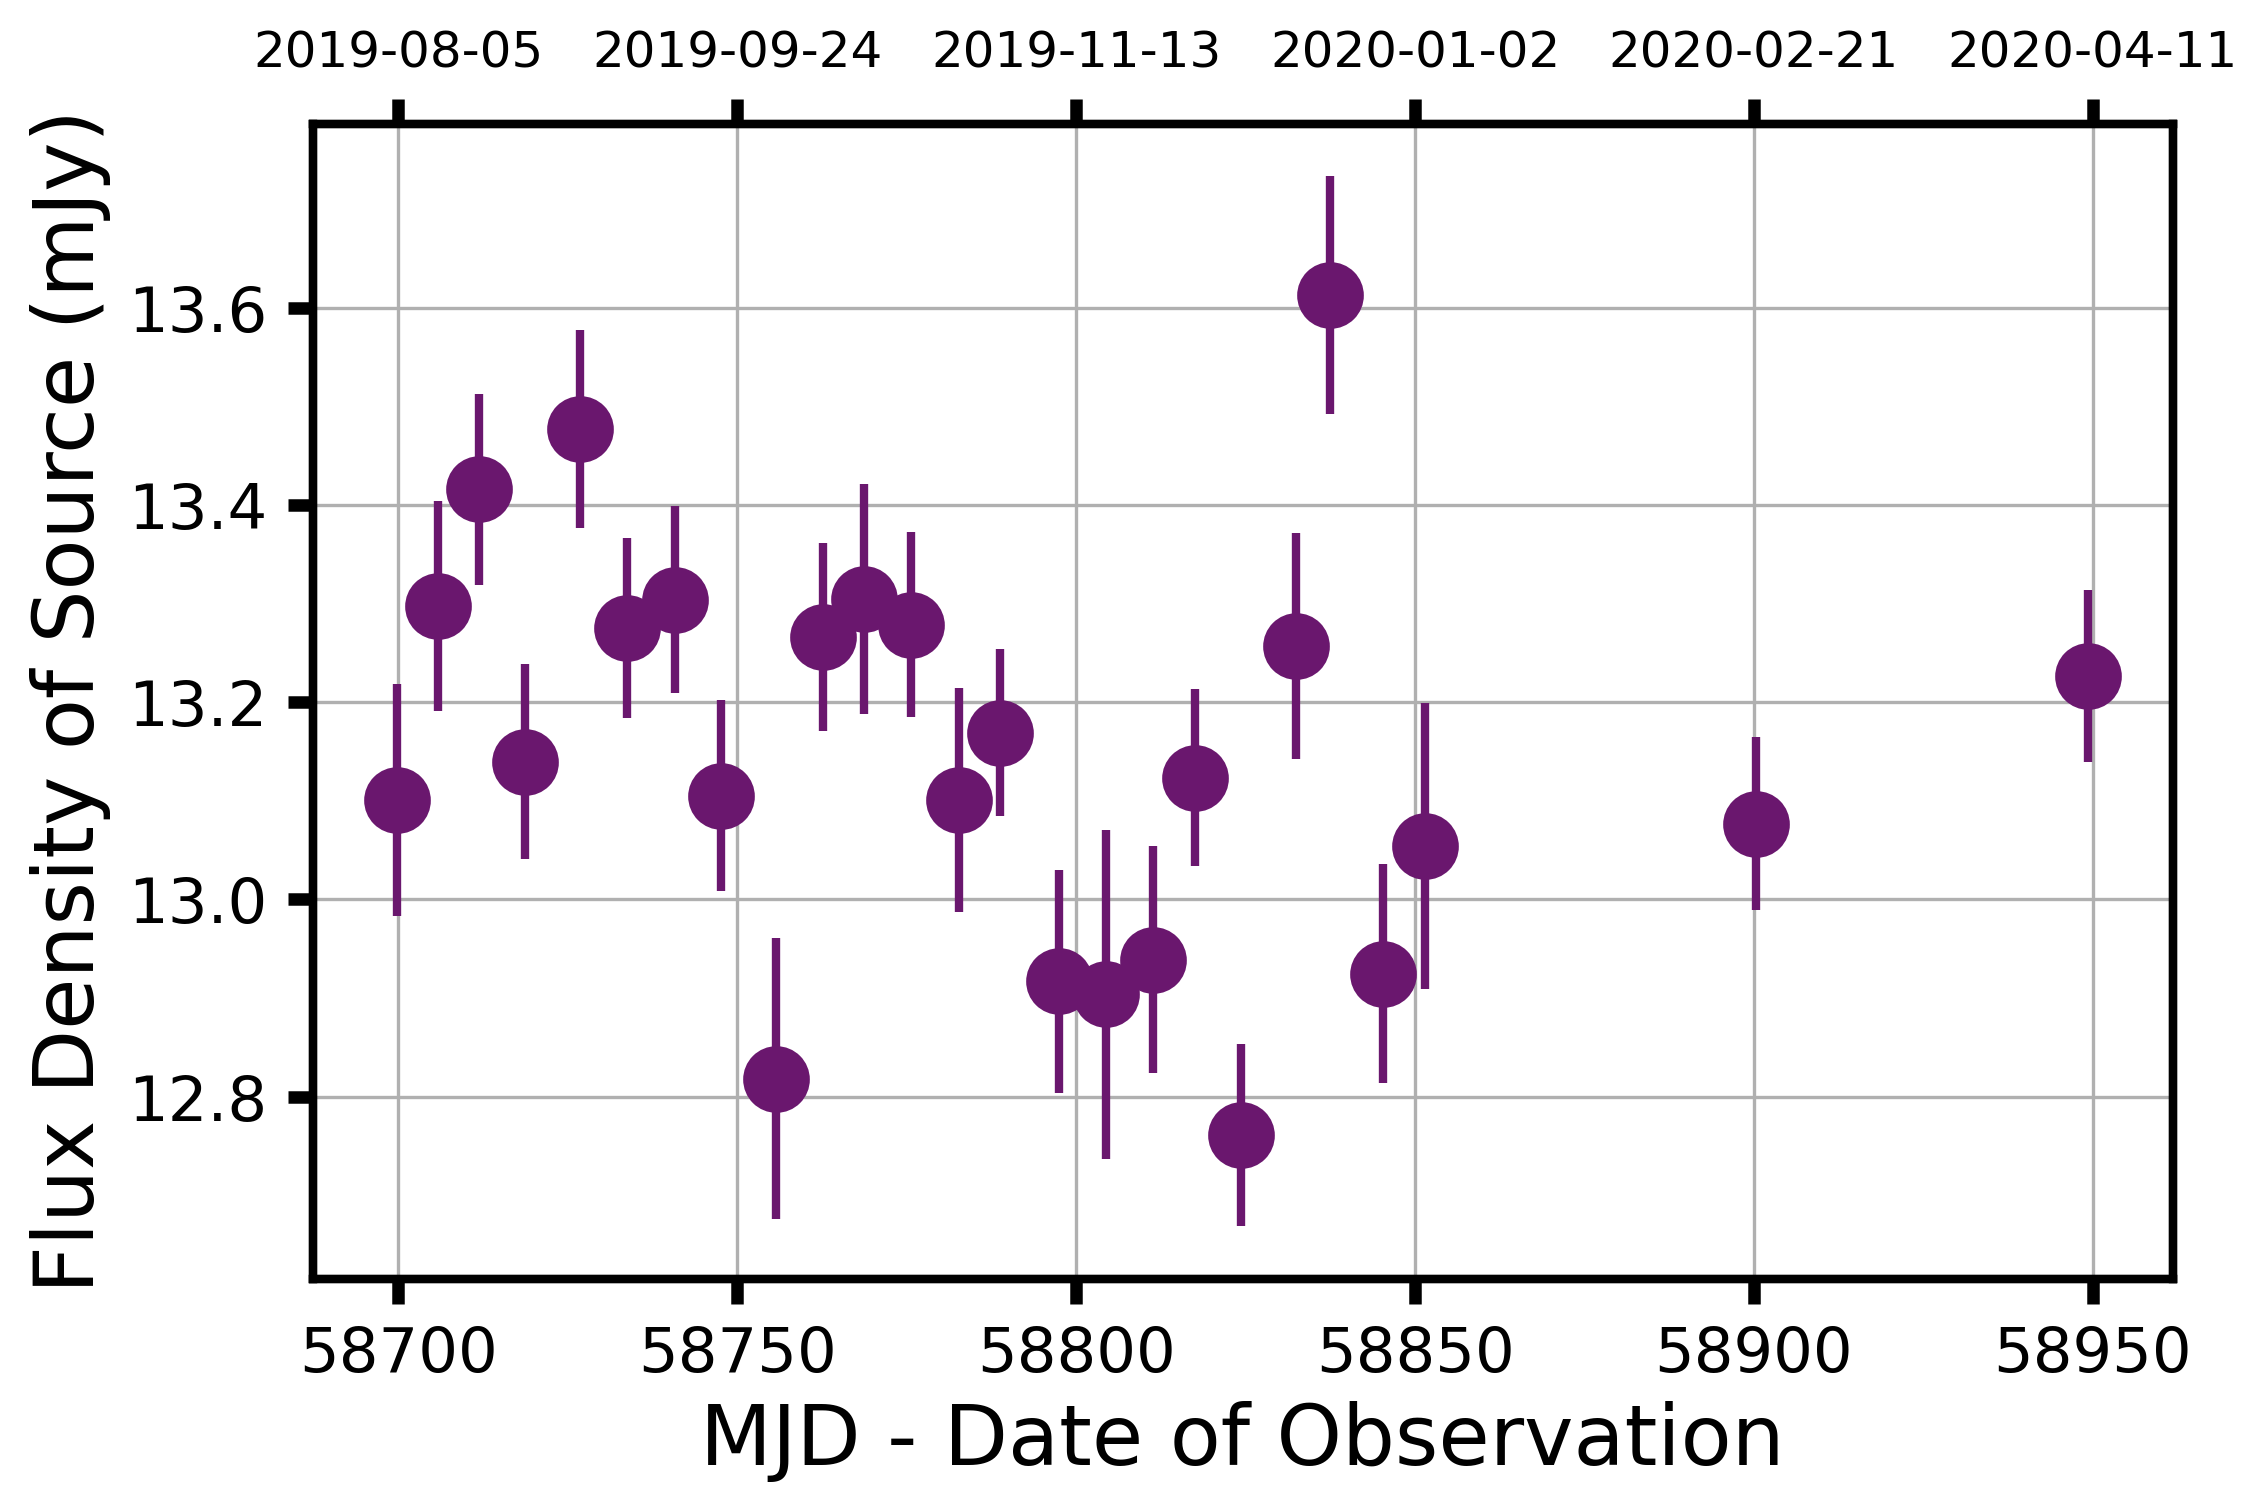 2019-08-05 2019-09-24 2019-11-13 2020-01-02 2020-02-21 2020-04-11
Flux Density of Source (mJy)
13.6
13.4
13.2
13.0
12.8
58700 58750 58800 58850 58900 58950
MJD - Date of Observation